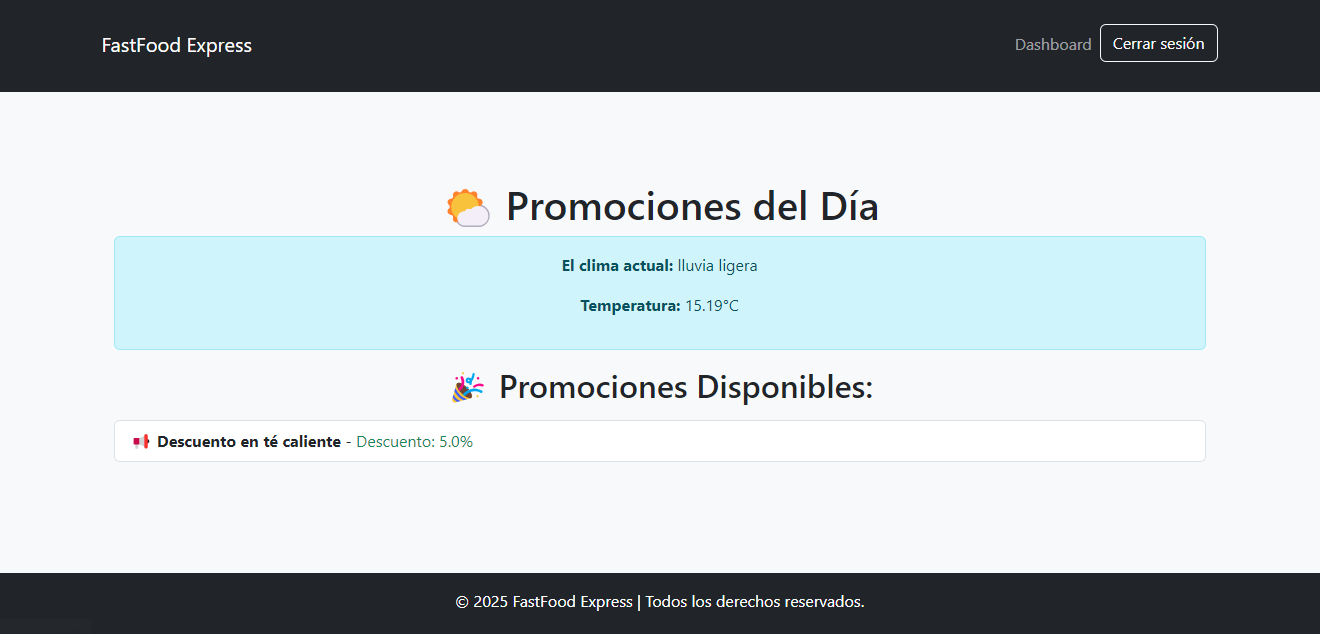 FastFood Express
Dashboard
Cerrar sesión
Promociones del Día
El clima actual: lluvia ligera
Temperatura: 15.19°C
Promociones Disponibles:
Descuento en té caliente - Descuento: 5.0%
© 2025 FastFood Express | Todos los derechos reservados.